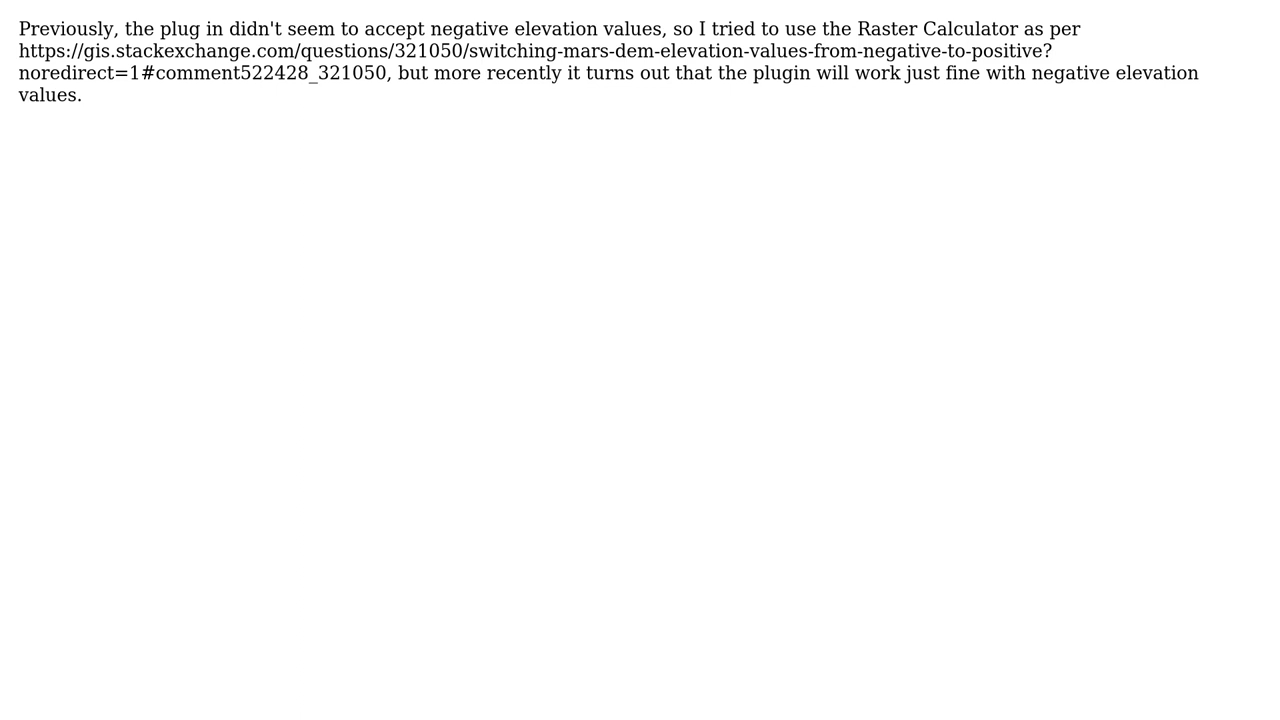 Previously, the plug in didn't seem to accept negative elevation values, so I tried to use the Raster Calculator as per
https://gis.stackexchange.com/questions/321050/switching-mars-dem-elevation-values-from-negative-to-positive?
noredirect=1#comment522428_321050, but more recently it turns out that the plugin will work just fine with negative elevation
values.